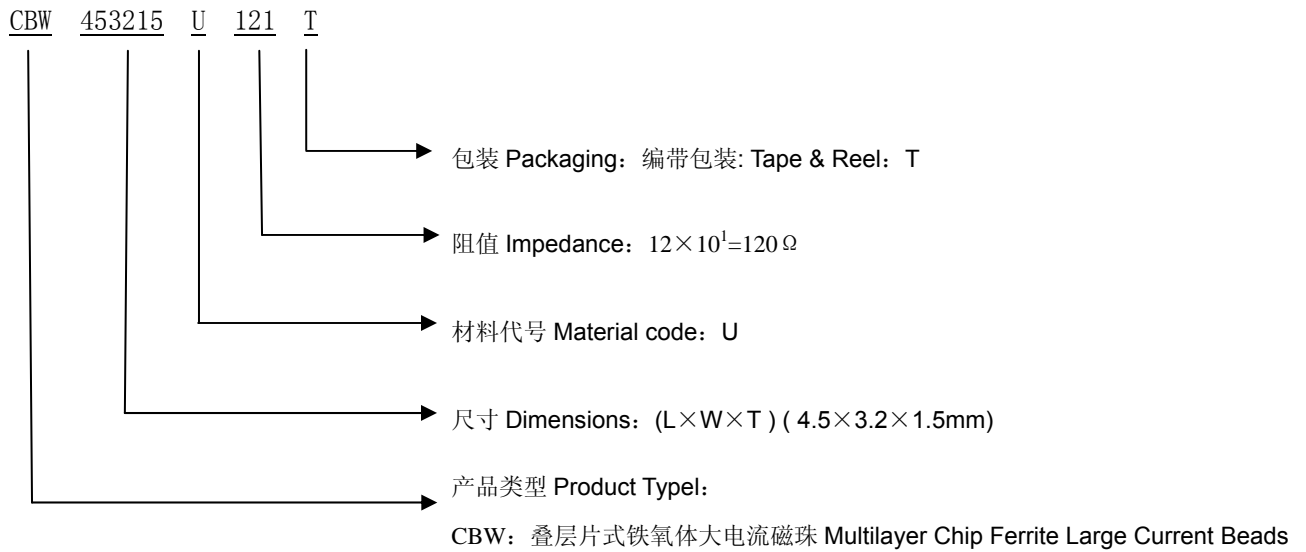 CBW 453215 U 121 T
包装 Packaging：编带包装: Tape & Reel：T
阻值 Impedance：12×10¹=120Ω
材料代号 Material code：U
尺寸 Dimensions：(L×W×T ) ( 4.5×3.2×1.5mm)
产品类型 Product Typel：
CBW：叠层片式铁氧体大电流磁珠 Multilayer Chip Ferrite Large Current Beads